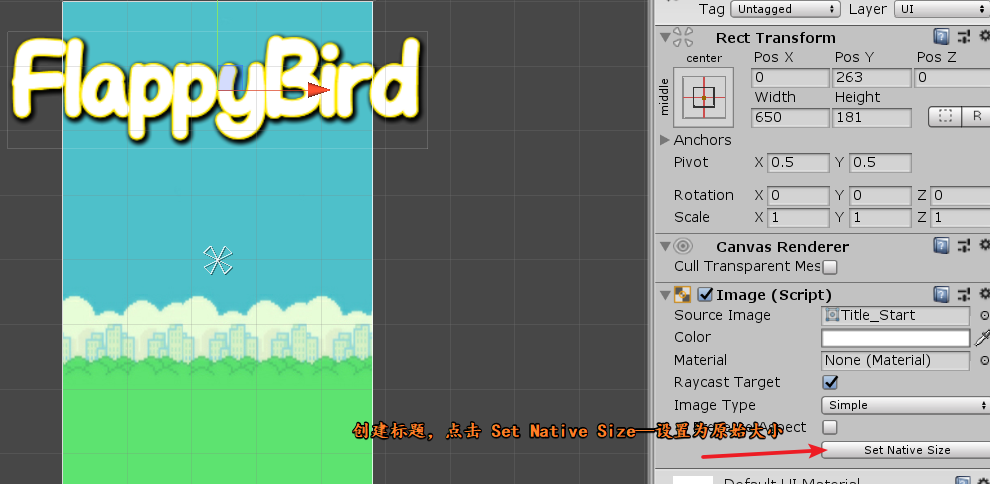 FlappyBird
Tag Untagged Layer UI
Rect Transform
center
middle
Pos X Pos Y Pos Z
0 263 0
Width Height
650 181
R
Anchors
Pivot X 0.5 Y 0.5
Rotation X 0 Y 0 Z 0
Scale X 1 Y 1 Z 1
Canvas Renderer
Cull Transparent Mes
Image (Script)
Source Image Title_Start
Color
Material None (Material)
Raycast Target
Image Type Simple
创建标题，点击 Set Native Size——设置为原始大小
Aspect
Set Native Size
Default UI Material